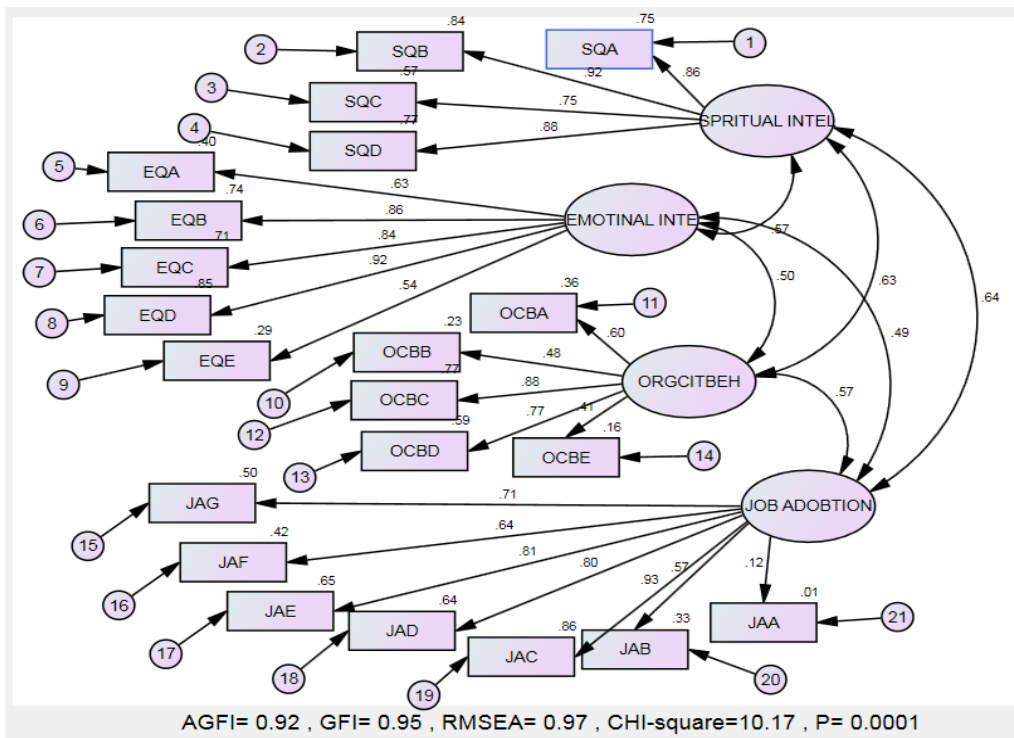 .84
.75
2
SQB
SQA
1
.57
.92
.86
3
SQC
.75
.77
SPRITUAL INTEL
4
SQD
.88
.40
5
EQA
.63
.74
6
EQB
.86
EMOTINAL INTE
.57
.71
7
EQC
.84
.50
.85
.92
.63
.64
8
EQD
.54
.36
11
OCBA
.29
.23
.60
.49
9
EQE
OCBB
.48
.77
ORGCITBEH
10
OCBC
.88
.57
.59
.77
.41
12
OCBD
.16
13
OCBE
14
.50
JAG
.71
JOB ADOBTION
15
.42
.64
JAF
.81
.80
.57
.12
16
.65
.93
JAE
.64
.01
17
JAD
.86
.33
JAA
21
18
JAC
JAB
19
20
AGFI= 0.92 , GFI= 0.95 , RMSEA= 0.97 , CHI-square=10.17 , P= 0.0001